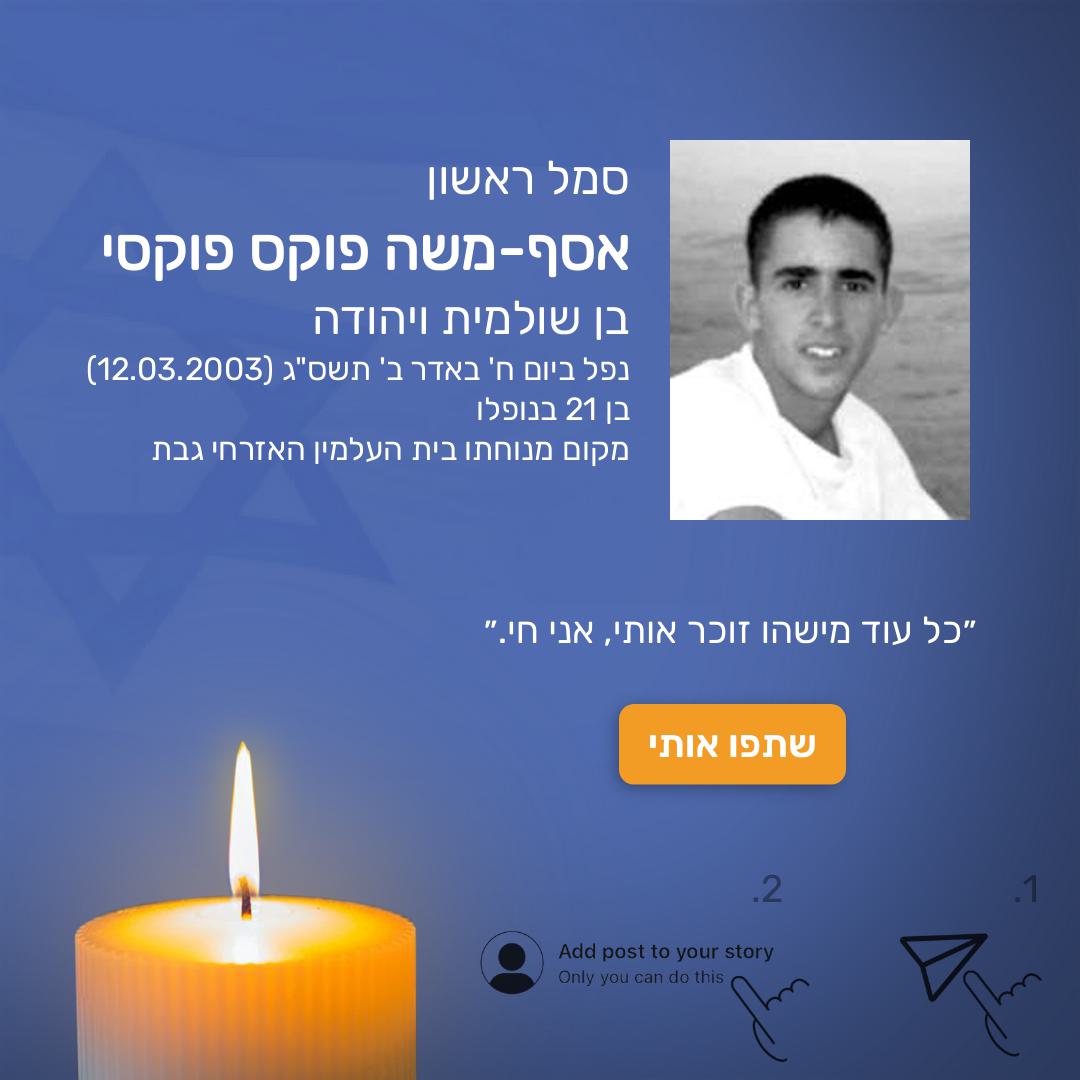 סמל ראשון
אסף-משה פוקס פוקסי
בן שולמית ויהודה
נפל ביום ח' באדר ב' תשס"ג (12.03.2003)
בן 21 בנופלו
מקום מנוחתו בית העלמין האזרחי גבת
״כל עוד מישהו זוכר אותי, אני חי.״
שתפו אותי
1.
2.
Add post to your story
Only you can do this